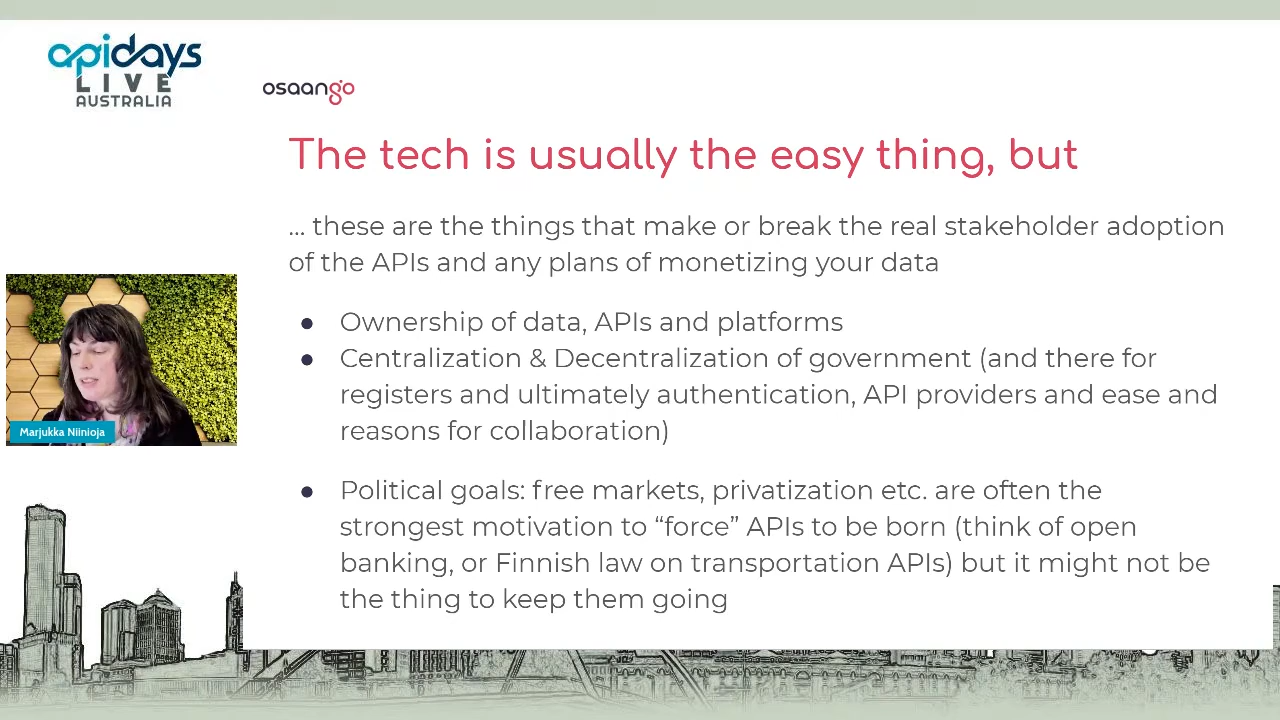 apidays
LIVE
AUSTRALIA
osaango
The tech is usually the easy thing, but
... these are the things that make or break the real stakeholder adoption
of the APIs and any plans of monetizing your data
● Ownership of data, APIs and platforms
● Centralization & Decentralization of government (and there for
registers and ultimately authentication, API providers and ease and
reasons for collaboration)
● Political goals: free markets, privatization etc. are often the
strongest motivation to “force” APIs to be born (think of open
banking, or Finnish law on transportation APIs) but it might not be
the thing to keep them going
Marjukka Niinioja